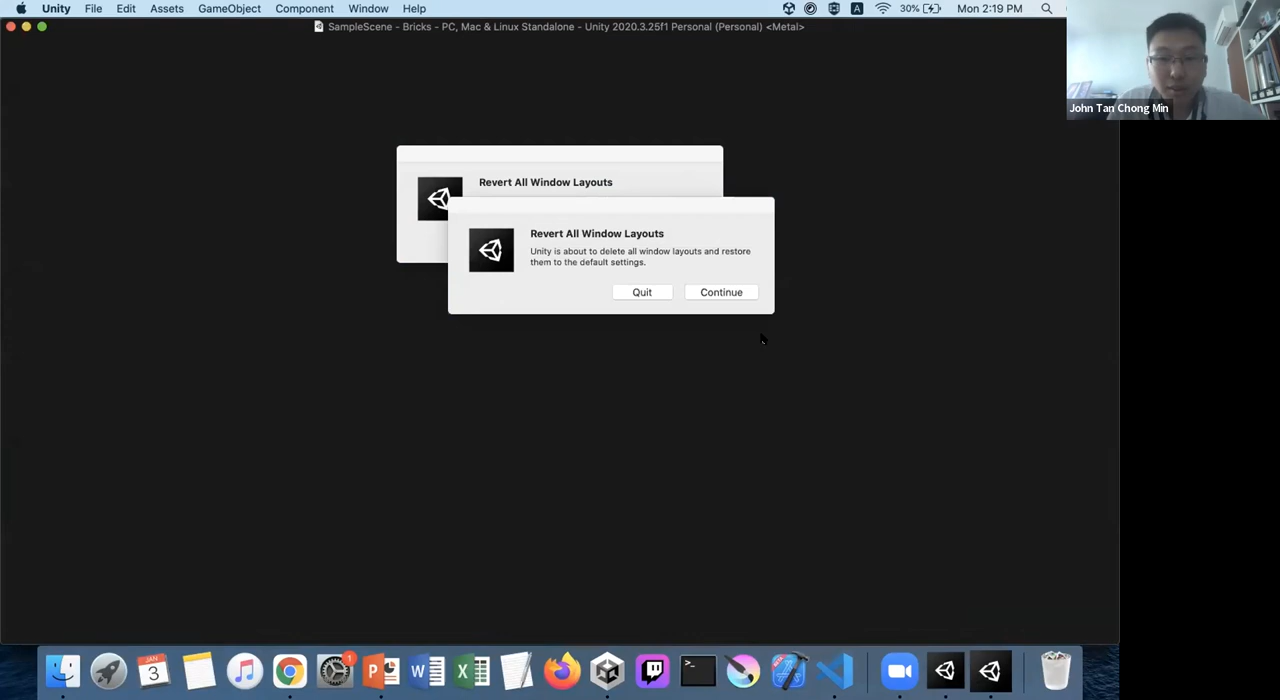 Unity File Edit Assets GameObject Component Window Help A 30% Mon 2:19 PM
SampleScene - Bricks - PC, Mac & Linux Standalone - Unity 2020.3.25f1 Personal (Personal) <Metal>
John Tan Chong Min
Revert All Window Layouts
Revert All Window Layouts
Unity is about to delete all window layouts and restore
them to the default settings.
Quit Continue
JAN 1
3